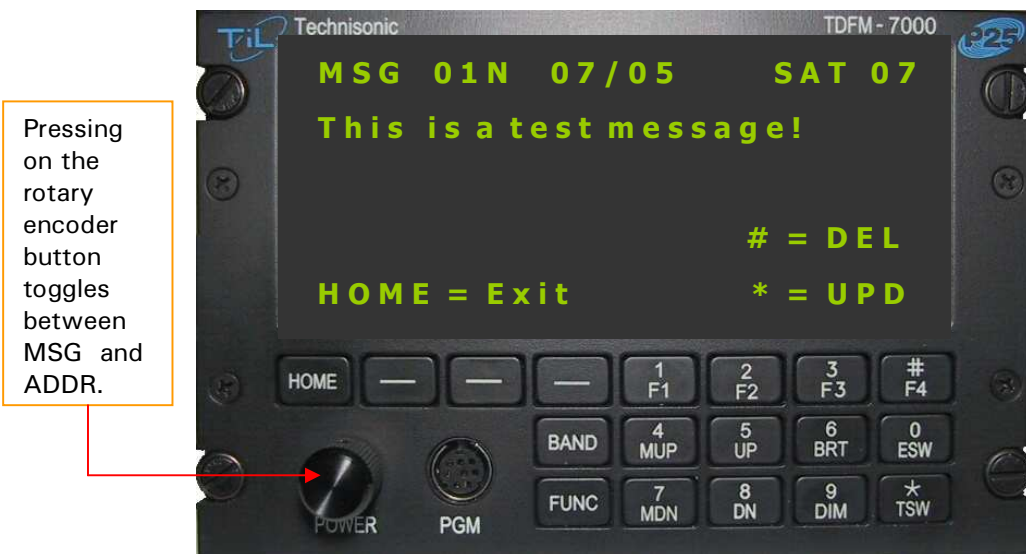 TiL Technisonic TDFM - 7000 P25
MSG 01N 07/05 SAT 07
This is a test message!
# = DEL
HOME = Exit * = UPD
Pressing
on the
rotary
encoder
button
toggles
between
MSG and
ADDR.
HOME — — — 1 2 3 #
F1 F2 F3 F4
BAND 4 5 6 0
MUP UP BRT ESW
FUNC 7 8 9 *
MDN DN DIM TSW
POWER PGM